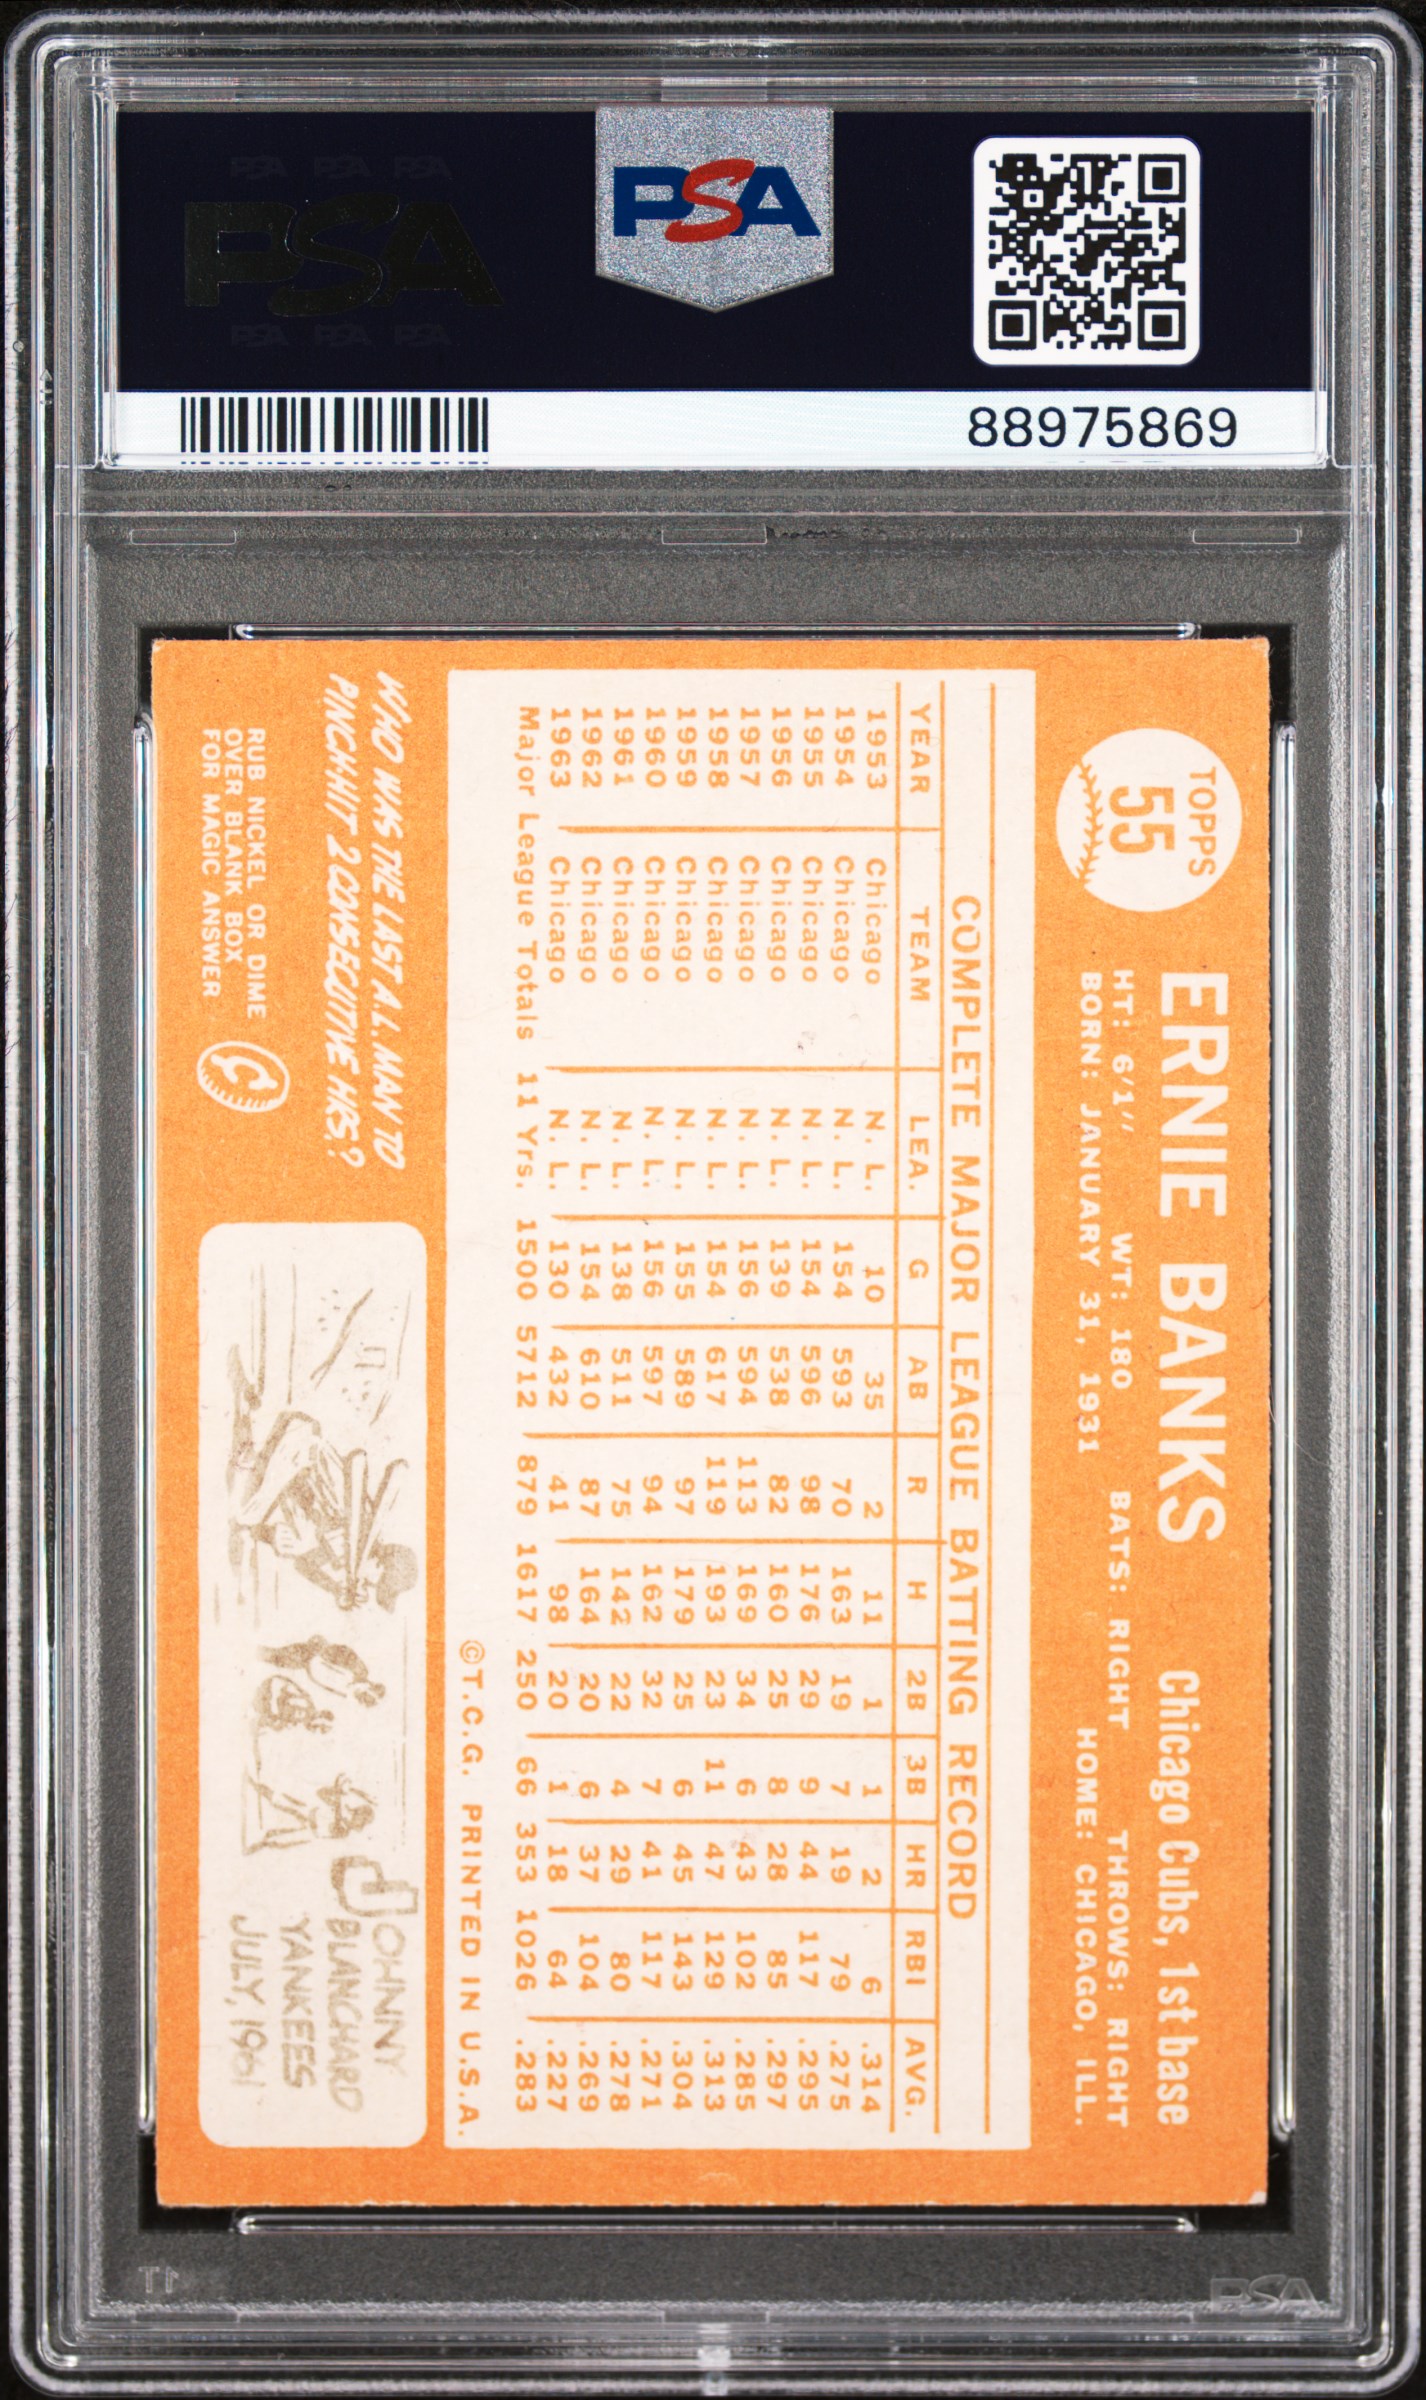 PSA PSA PSA
PSA
PSA PSA PSA
PSA
88975869
TOPPS
55
ERNIE BANKS Chicago Cubs, 1st base
HT: 6'1" WT: 180 BATS: RIGHT THROWS: RIGHT
BORN: JANUARY 31, 1931 HOME: CHICAGO, ILL.
COMPLETE MAJOR LEAGUE BATTING RECORD
YEAR TEAM LEA. G AB R H 2B 3B HR RBI AVG.
1953 Chicago N. L. 10 35 2 11 1 1 2 6 .314
1954 Chicago N. L. 154 593 70 163 19 7 19 79 .275
1955 Chicago N. L. 154 596 98 176 29 9 44 117 .295
1956 Chicago N. L. 139 538 82 160 25 8 28 85 .297
1957 Chicago N. L. 156 594 113 169 34 6 43 102 .285
1958 Chicago N. L. 154 617 119 193 23 11 47 129 .313
1959 Chicago N. L. 155 589 97 179 25 6 45 143 .304
1960 Chicago N. L. 156 597 94 162 32 7 41 117 .271
1961 Chicago N. L. 138 511 75 142 22 4 29 80 .278
1962 Chicago N. L. 154 610 87 164 20 6 37 104 .269
1963 Chicago N. L. 130 432 41 98 20 1 18 64 .227
Major League Totals 11 Yrs. 1500 5712 879 1617 250 66 353 1026 .283
©T.C.G. PRINTED IN U.S.A.
WHO WAS THE LAST A.L. MAN TO
PINCH-HIT 2 CONSECUTIVE HRS.?
RUB NICKEL OR DIME
OVER BLANK BOX
FOR MAGIC ANSWER
C
JOHNNY
BLANCHARD
YANKEES
JULY, 1961
PSA